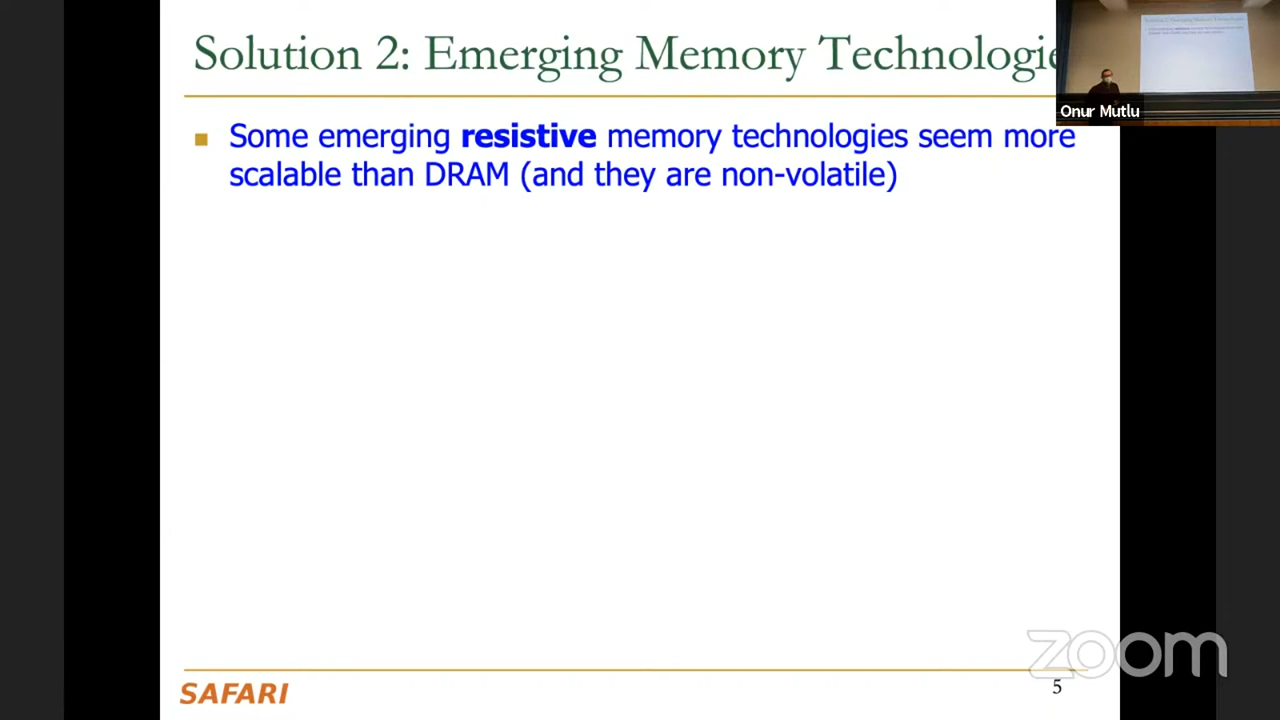 Solution 2: Emerging Memory Technologie
Onur Mutlu
■ Some emerging resistive memory technologies seem more
scalable than DRAM (and they are non-volatile)
zoom
SAFARI
5